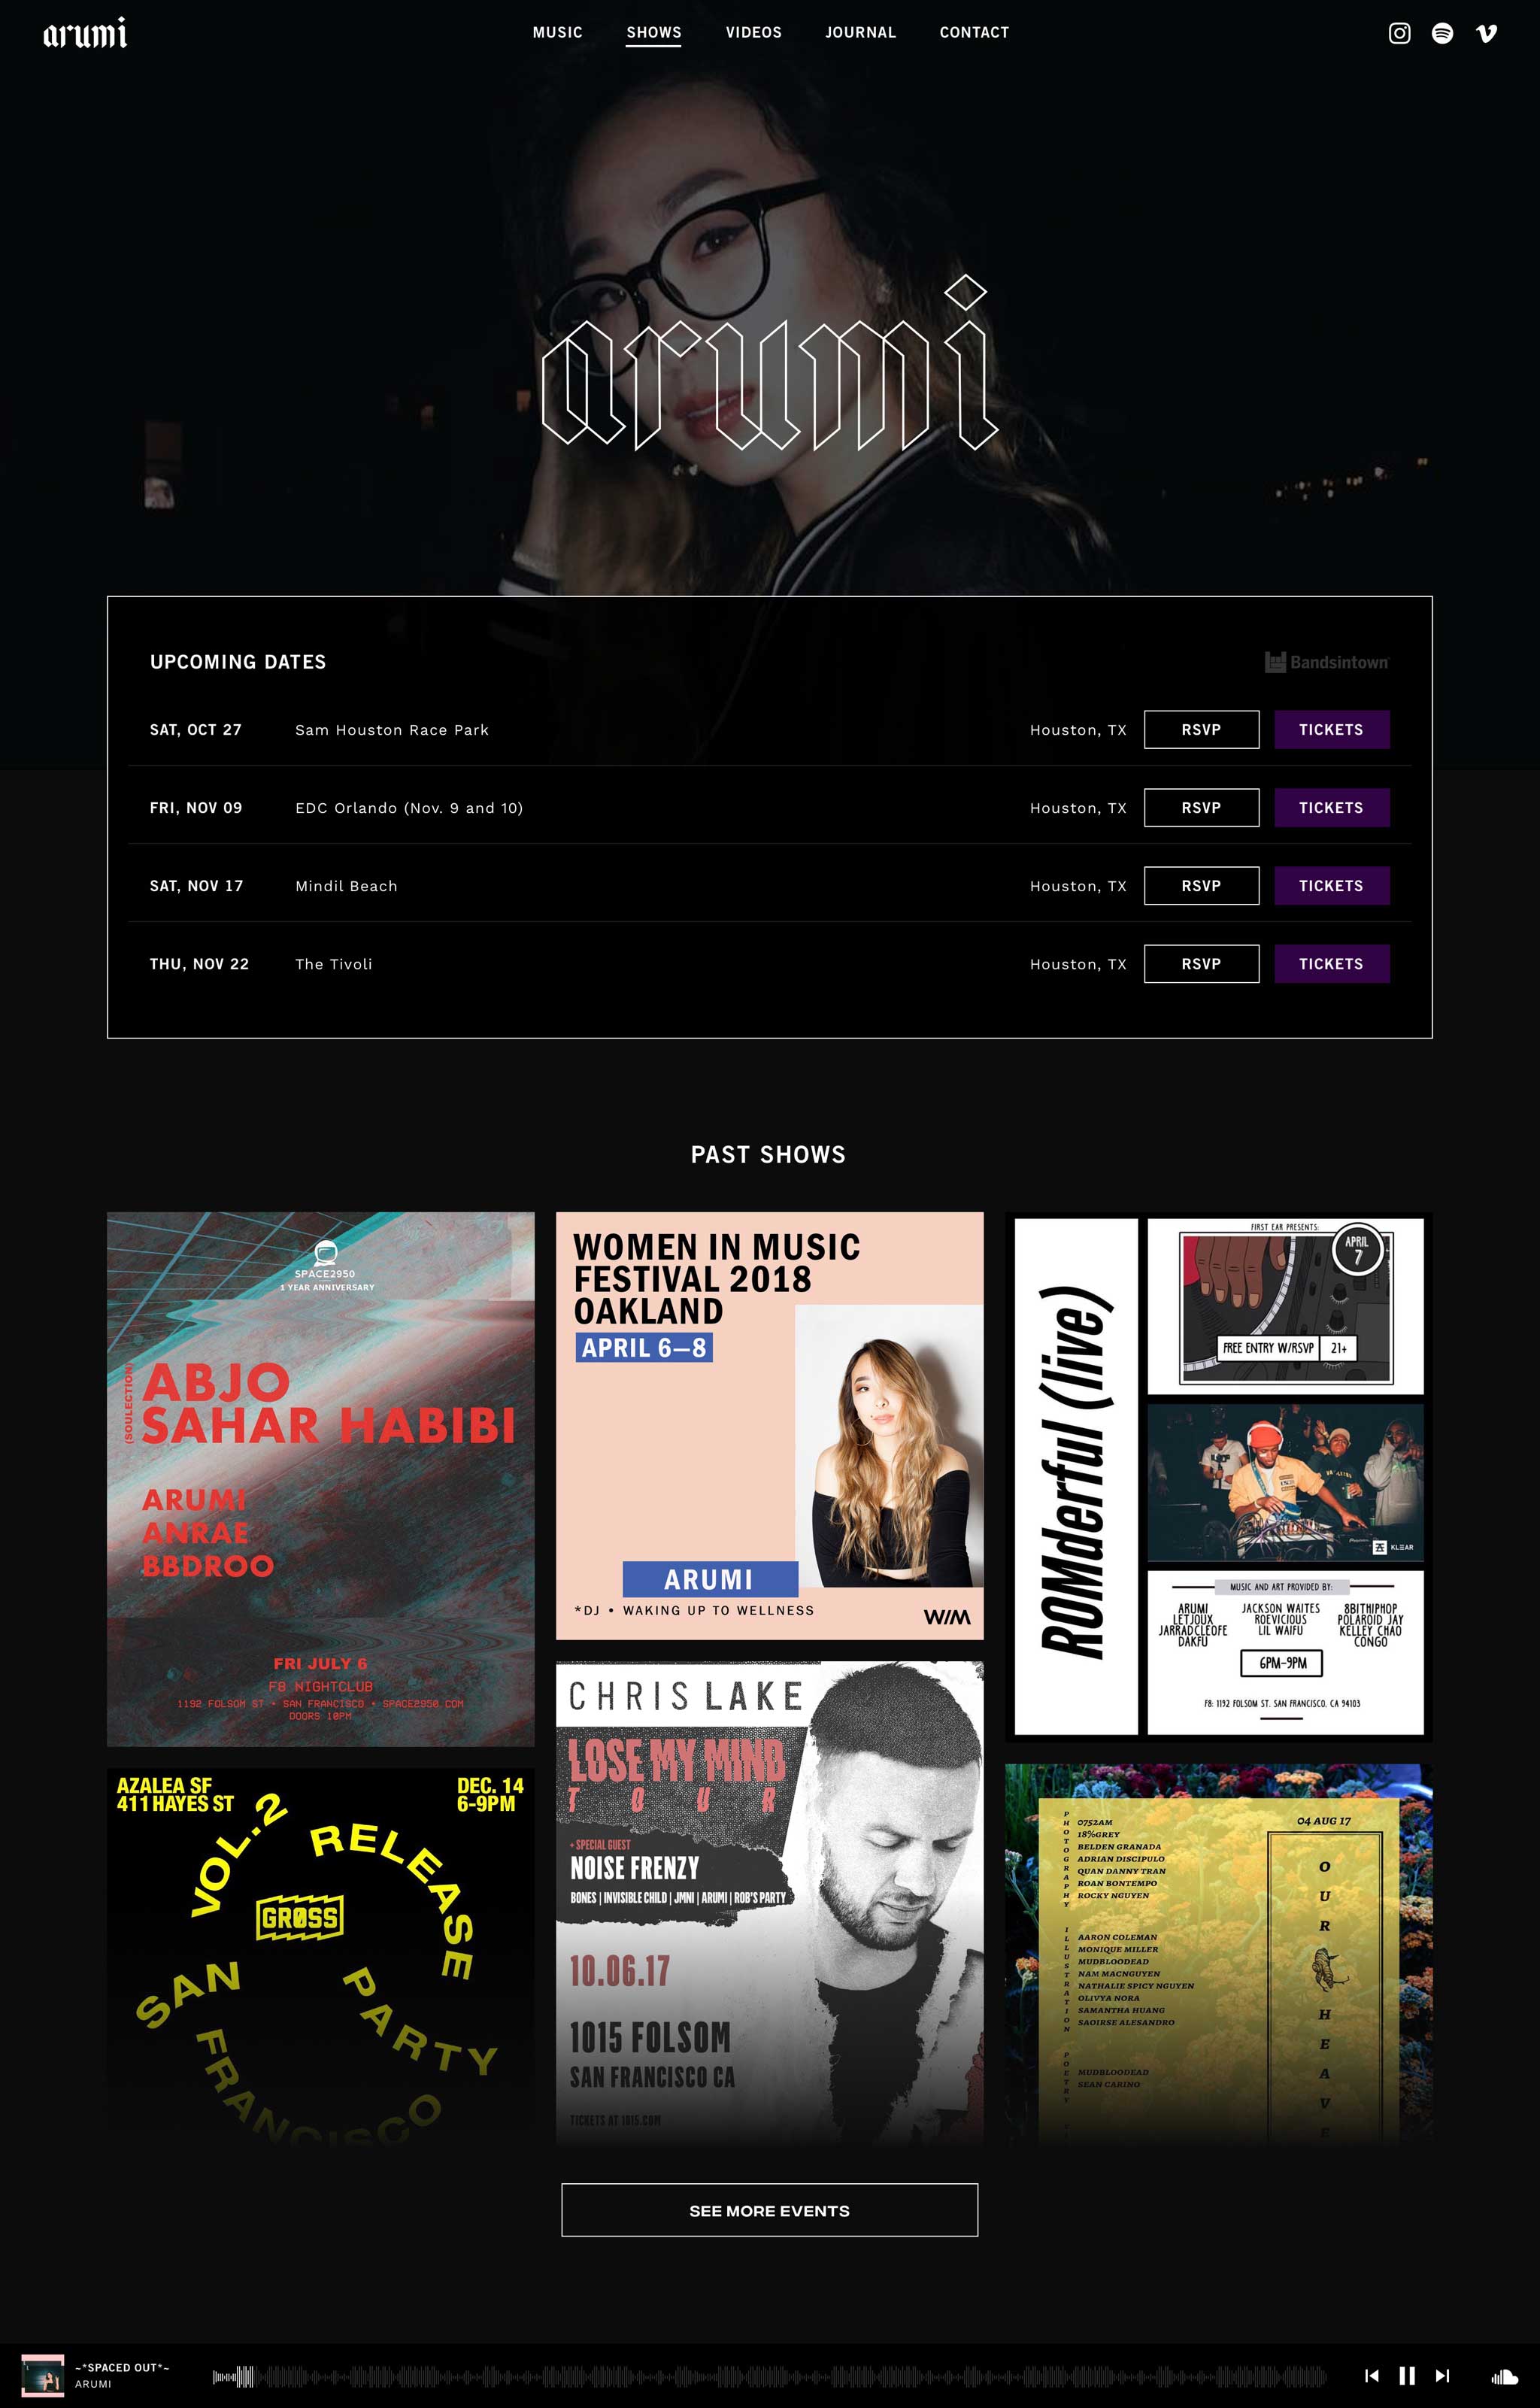 arumi
MUSIC SHOWS VIDEOS JOURNAL CONTACT
arumi
UPCOMING DATES
Bandsintown
SAT, OCT 27 Sam Houston Race Park Houston, TX RSVP TICKETS
FRI, NOV 09 EDC Orlando (Nov. 9 and 10) Houston, TX RSVP TICKETS
SAT, NOV 17 Mindil Beach Houston, TX RSVP TICKETS
THU, NOV 22 The Tivoli Houston, TX RSVP TICKETS
PAST SHOWS
SPACE2950
1 YEAR ANNIVERSARY
(SOULECTION)
ABJO
SAHAR HABIBI
ARUMI
ANRAE
BBDROO
FRI JULY 6
F8 NIGHTCLUB
1192 FOLSOM ST • SAN FRANCISCO • SPACE2950.COM
DOORS 10PM
WOMEN IN MUSIC
FESTIVAL 2018
OAKLAND
APRIL 6–8
ARUMI
*DJ • WAKING UP TO WELLNESS
WIM
ROMderful (live)
FIRST EAR PRESENTS:
APRIL
7
FREE ENTRY W/RSVP 21+
KLEAR
MUSIC AND ART PROVIDED BY:
ARUMI JACKSON WAITES 8BITHIPHOP
LETJOUX ROEVICIOUS POLAROID JAY
JARRADCLEOFE LIL WAIFU KELLEY CHAO
DAKFU CONGO
6PM-9PM
F8: 1192 FOLSOM ST. SAN FRANCISCO, CA 94103
AZALEA SF DEC. 14
411 HAYES ST 6-9PM
VOL.2 RELEASE
GRØSS
PARTY
SAN FRANCISCO
CHRIS LAKE
LOSE MY MIND
TOUR
+ SPECIAL GUEST
NOISE FRENZY
BONES | INVISIBLE CHILD | JMNI | ARUMI | ROB'S PARTY
10.06.17
1015 FOLSOM
SAN FRANCISCO CA
TICKETS AT 1015.COM
PHOTOGRAPHY
0752AM
18%GREY
BELDEN GRANADA
ADRIAN DISCIPULO
QUAN DANNY TRAN
ROAN BONTEMPO
ROCKY NGUYEN
ILLUSTRATION
AARON COLEMAN
MONIQUE MILLER
MUDBLOODEAD
NAM MACNGUYEN
NATHALIE SPICY NGUYEN
OLIVYA NORA
SAMANTHA HUANG
SAOIRSE ALESANDRO
POETRY
MUDBLOODEAD
SEAN CARINO
04 AUG 17
OUR
HEAVE
SEE MORE EVENTS
~*SPACED OUT*~
ARUMI